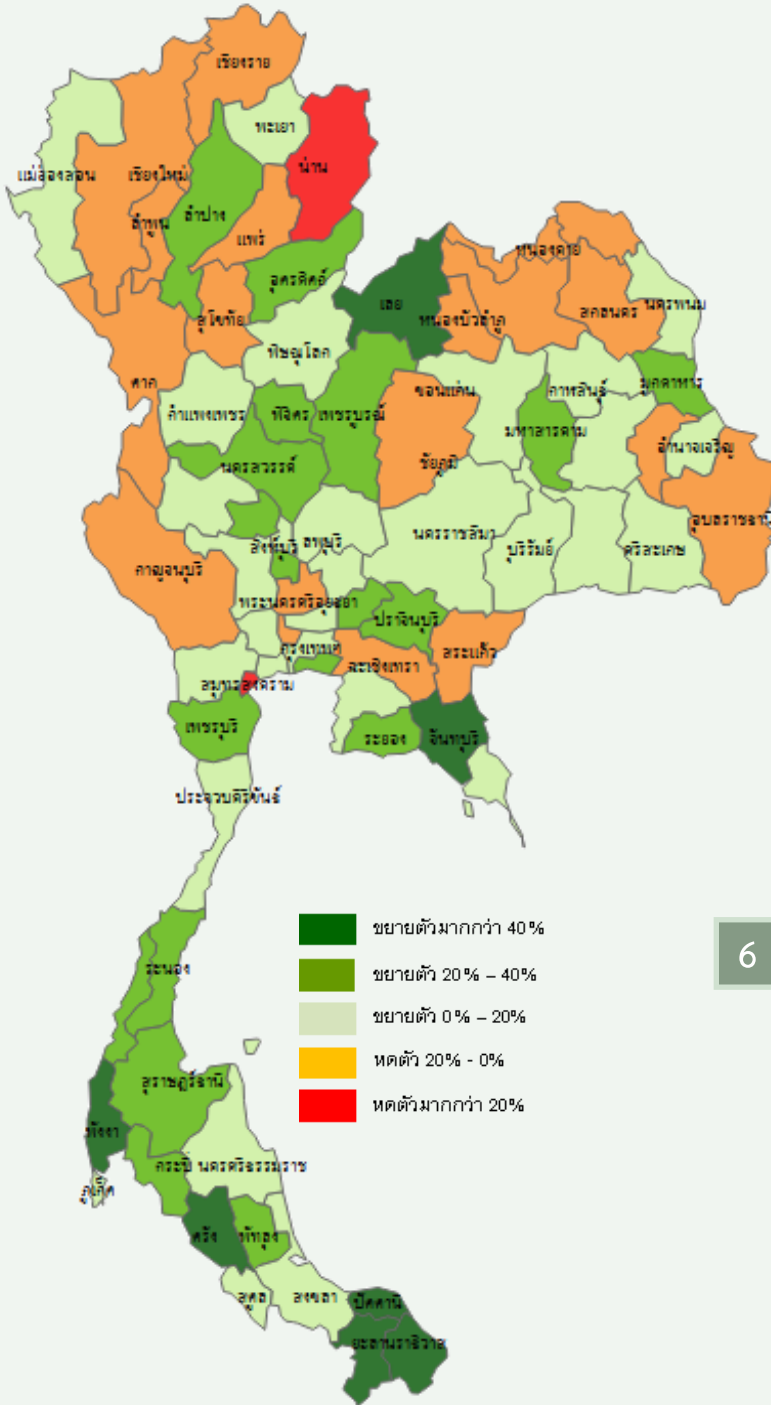 เชียงราย
พะเยา
น่าน
แม่ฮ่องสอน
เชียงใหม่
ลำพูน
ลำปาง
แพร่
อุตรดิตถ์
สุโขทัย
เลย
หนองคาย
หนองบัวลำภู
สกลนคร
นครพนม
ตาก
พิษณุโลก
กำแพงเพชร
พิจิตร
เพชรบูรณ์
ขอนแก่น
กาฬสินธุ์
มุกดาหาร
มหาสารคาม
ชัยภูมิ
อำนาจเจริญ
นครสวรรค์
อุบลราชธานี
สิงห์บุรี
ลพบุรี
นครราชสีมา
บุรีรัมย์
ศรีสะเกษ
กาญจนบุรี
พระนครศรีอยุธยา
ปราจีนบุรี
กรุงเทพฯ
ฉะเชิงเทรา
สระแก้ว
สมุทรสงคราม
เพชรบุรี
ระยอง
จันทบุรี
ประจวบคีรีขันธ์
ขยายตัวมากกว่า 40%
ขยายตัว 20% – 40%
ขยายตัว 0% – 20%
หดตัว 20% - 0%
หดตัวมากกว่า 20%
6
ระนอง
สุราษฎร์ธานี
พังงา
กระบี่
นครศรีธรรมราช
ภูเก็ต
ตรัง
พัทลุง
สตูล
สงขลา
ปัตตานี
ยะลา
นราธิวาส